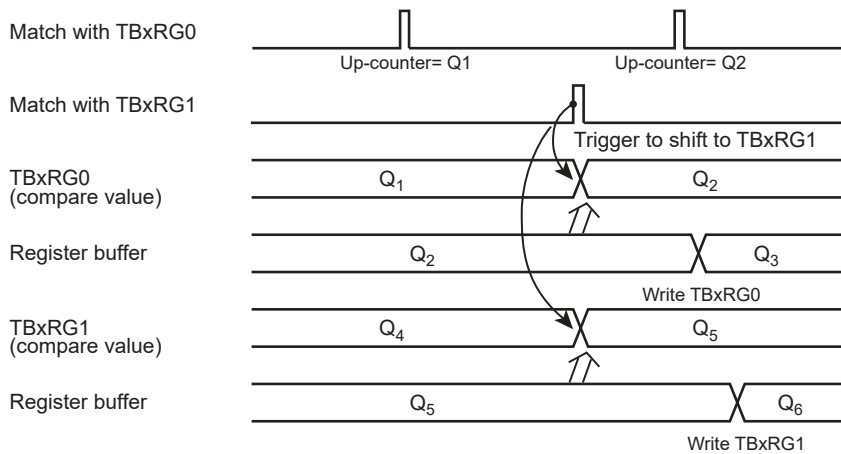 Match with TBxRG0
Up-counter= Q1
Up-counter= Q2
Match with TBxRG1
Trigger to shift to TBxRG1
TBxRG0
(compare value)
Q1
Q2
Register buffer
Q2
Q3
Write TBxRG0
TBxRG1
(compare value)
Q4
Q5
Register buffer
Q5
Q6
Write TBxRG1